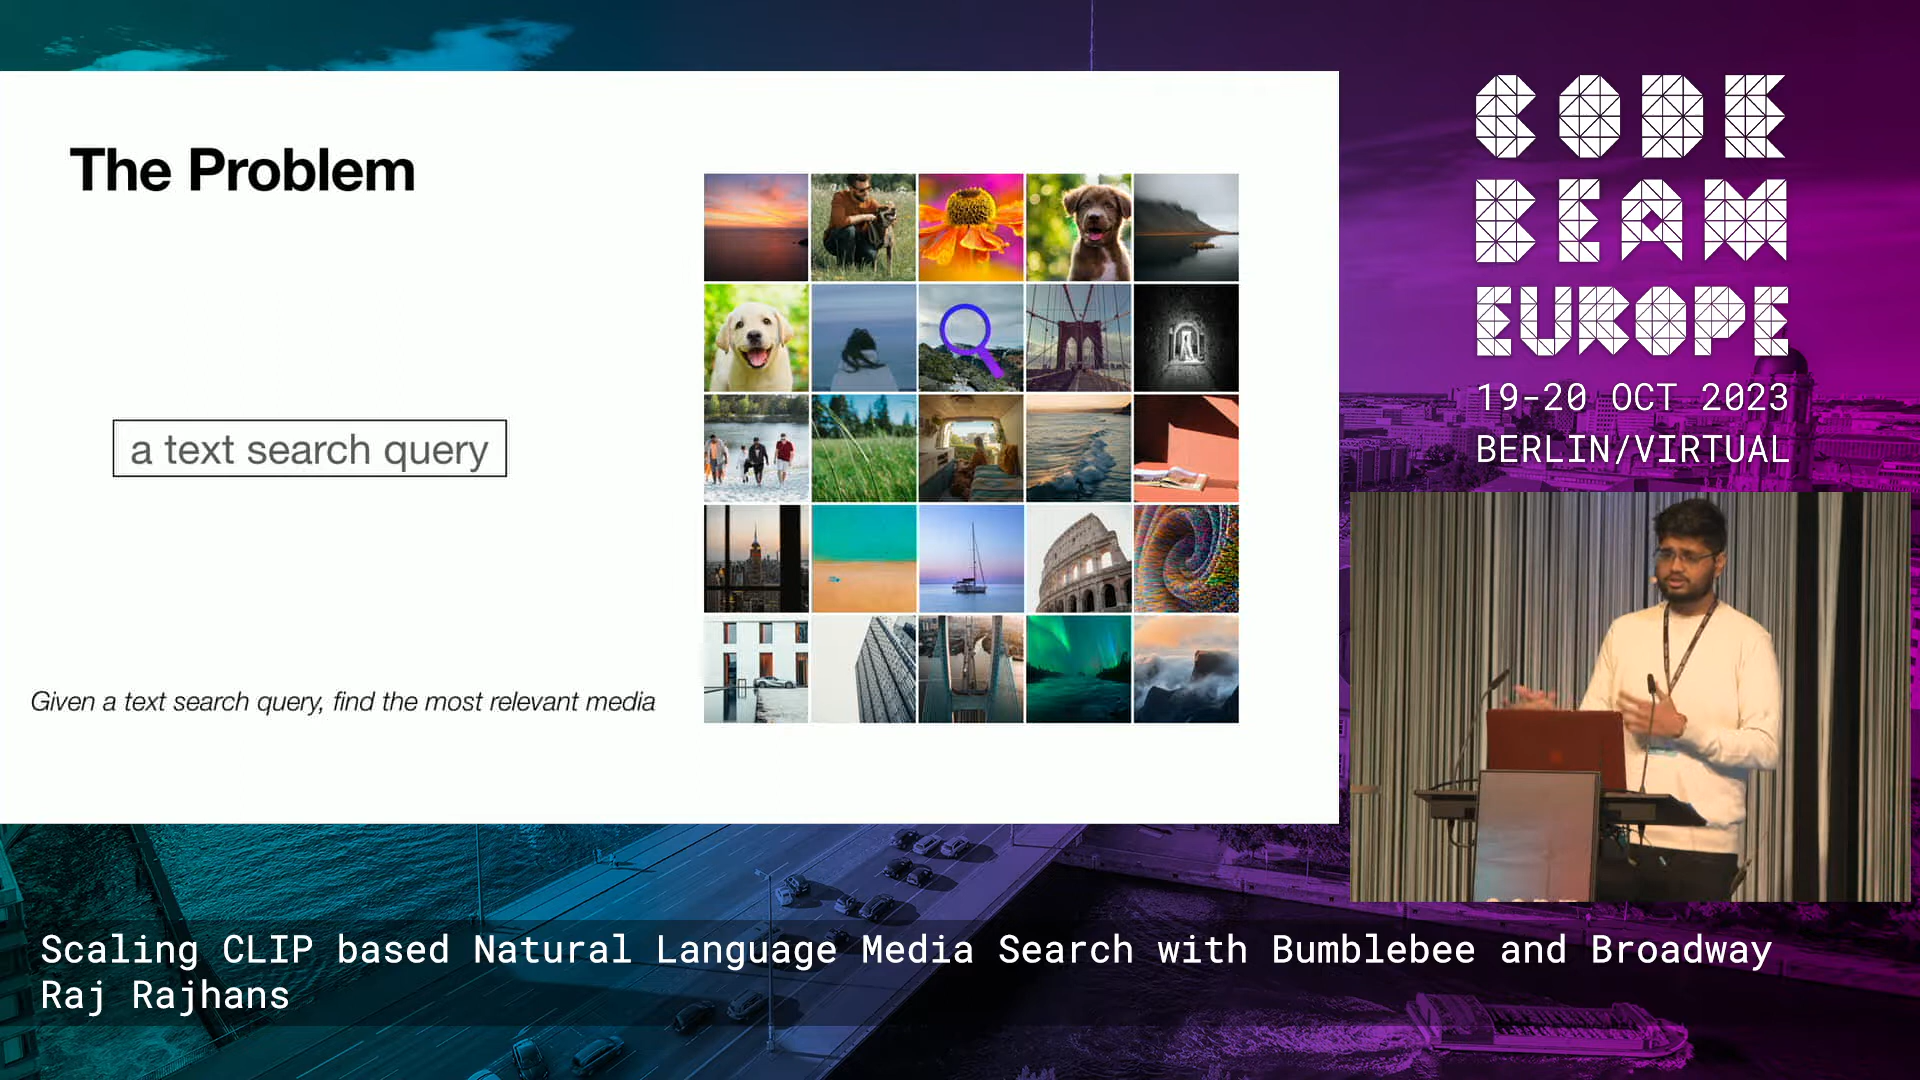 The Problem
a text search query
Given a text search query, find the most relevant media
CODE
BEAM
EUROPE
19-20 OCT 2023
BERLIN/VIRTUAL
Scaling CLIP based Natural Language Media Search with Bumblebee and Broadway
Raj Rajhans